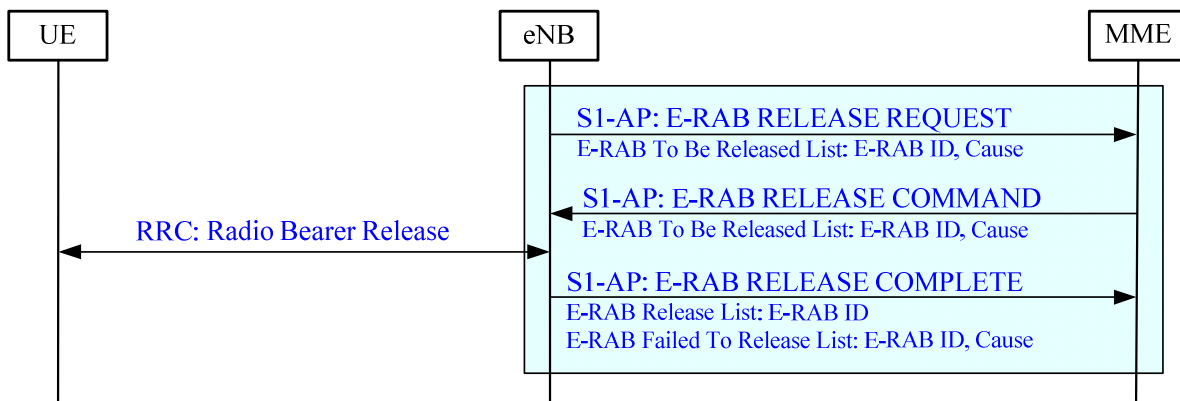 UE
eNB
MME
S1-AP: E-RAB RELEASE REQUEST
E-RAB To Be Released List: E-RAB ID, Cause
S1-AP: E-RAB RELEASE COMMAND
E-RAB To Be Released List: E-RAB ID, Cause
RRC: Radio Bearer Release
S1-AP: E-RAB RELEASE COMPLETE
E-RAB Release List: E-RAB ID
E-RAB Failed To Release List: E-RAB ID, Cause